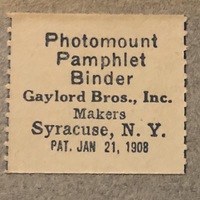 Photomount
Pamphlet
Binder
Gaylord Bros., Inc.
Makers
Syracuse, N. Y.
PAT. JAN 21, 1908